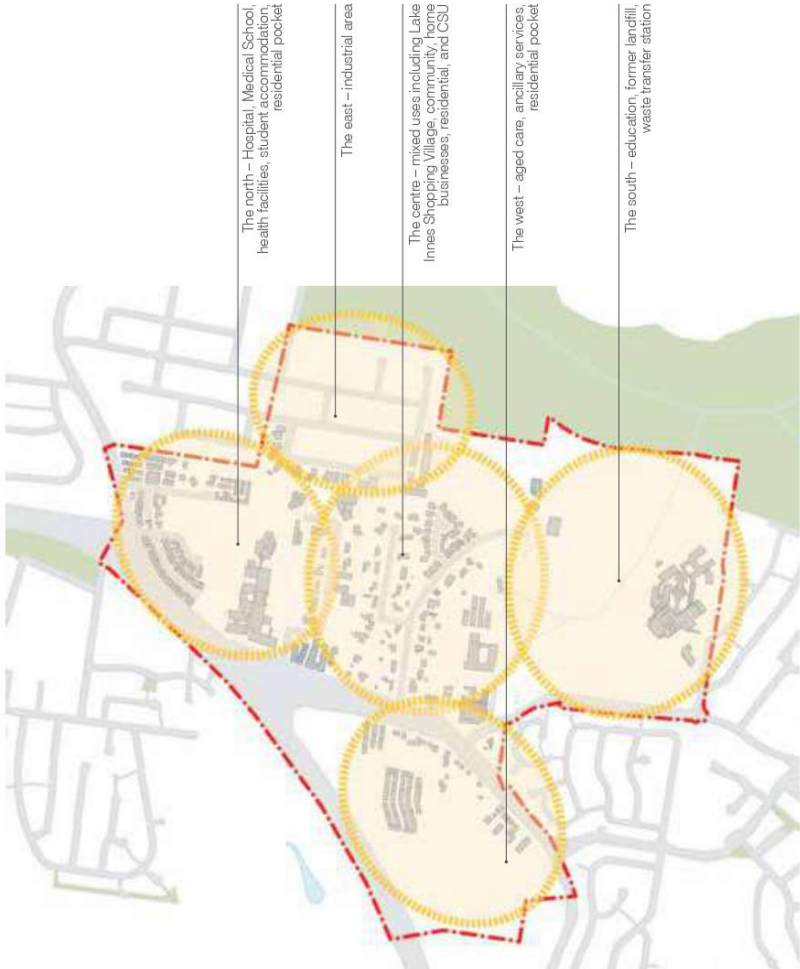 The north – Hospital, Medical School,
health facilities, student accommodation,
residential pocket
The east – industrial area
The centre – mixed uses including Lake
Innes Shopping Village, community, home
businesses, residential, and CSU
The west – aged care, ancillary services,
residential pocket
The south – education, former landfill,
waste transfer station